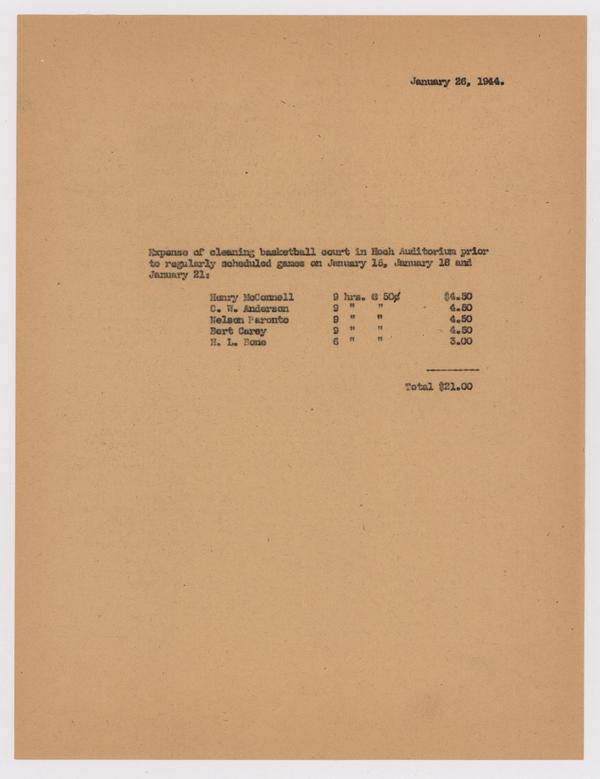 January 26, 1944.
Expense of cleaning basketball court in Hoch Auditorium prior
to regularly scheduled games on January 15, January 18 and
January 21:
Henry McConnell 9 hrs. @ 50¢ $4.50
C. W. Anderson 9 " " 4.50
Nelson Paronto 9 " " 4.50
Bert Carey 9 " " 4.50
H. L. Bone 6 " " 3.00
Total $21.00